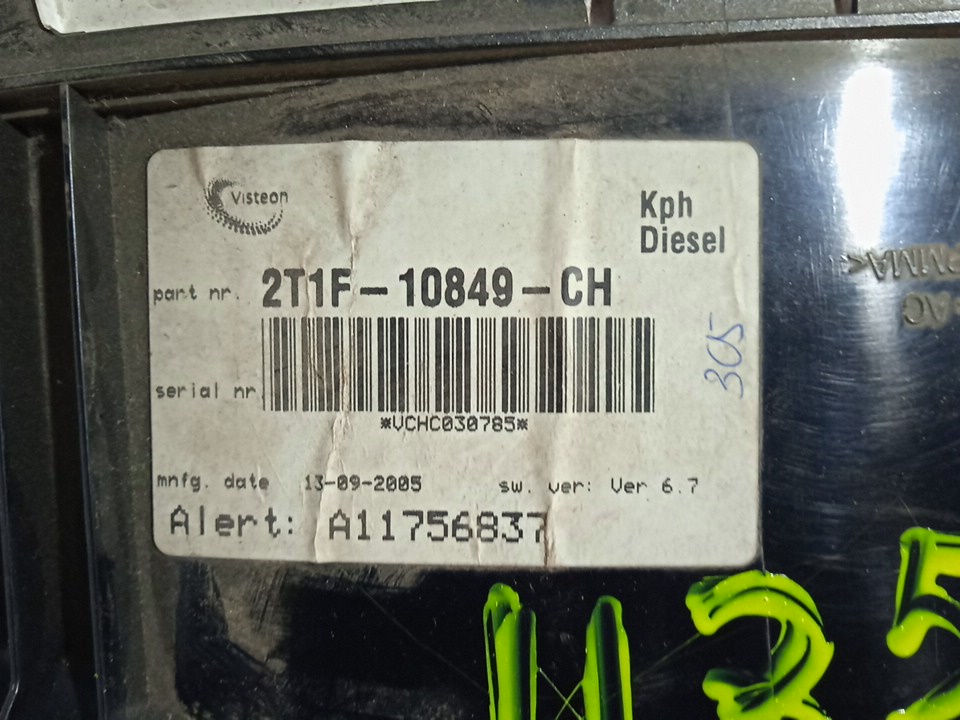 Visteon
Kph
Diesel
part nr. 2T1F-10849-CH
serial nr.
*VCHC030785*
305
mnfg. date 13-09-2005 sw. ver: Ver 6.7
Alert: A11756837